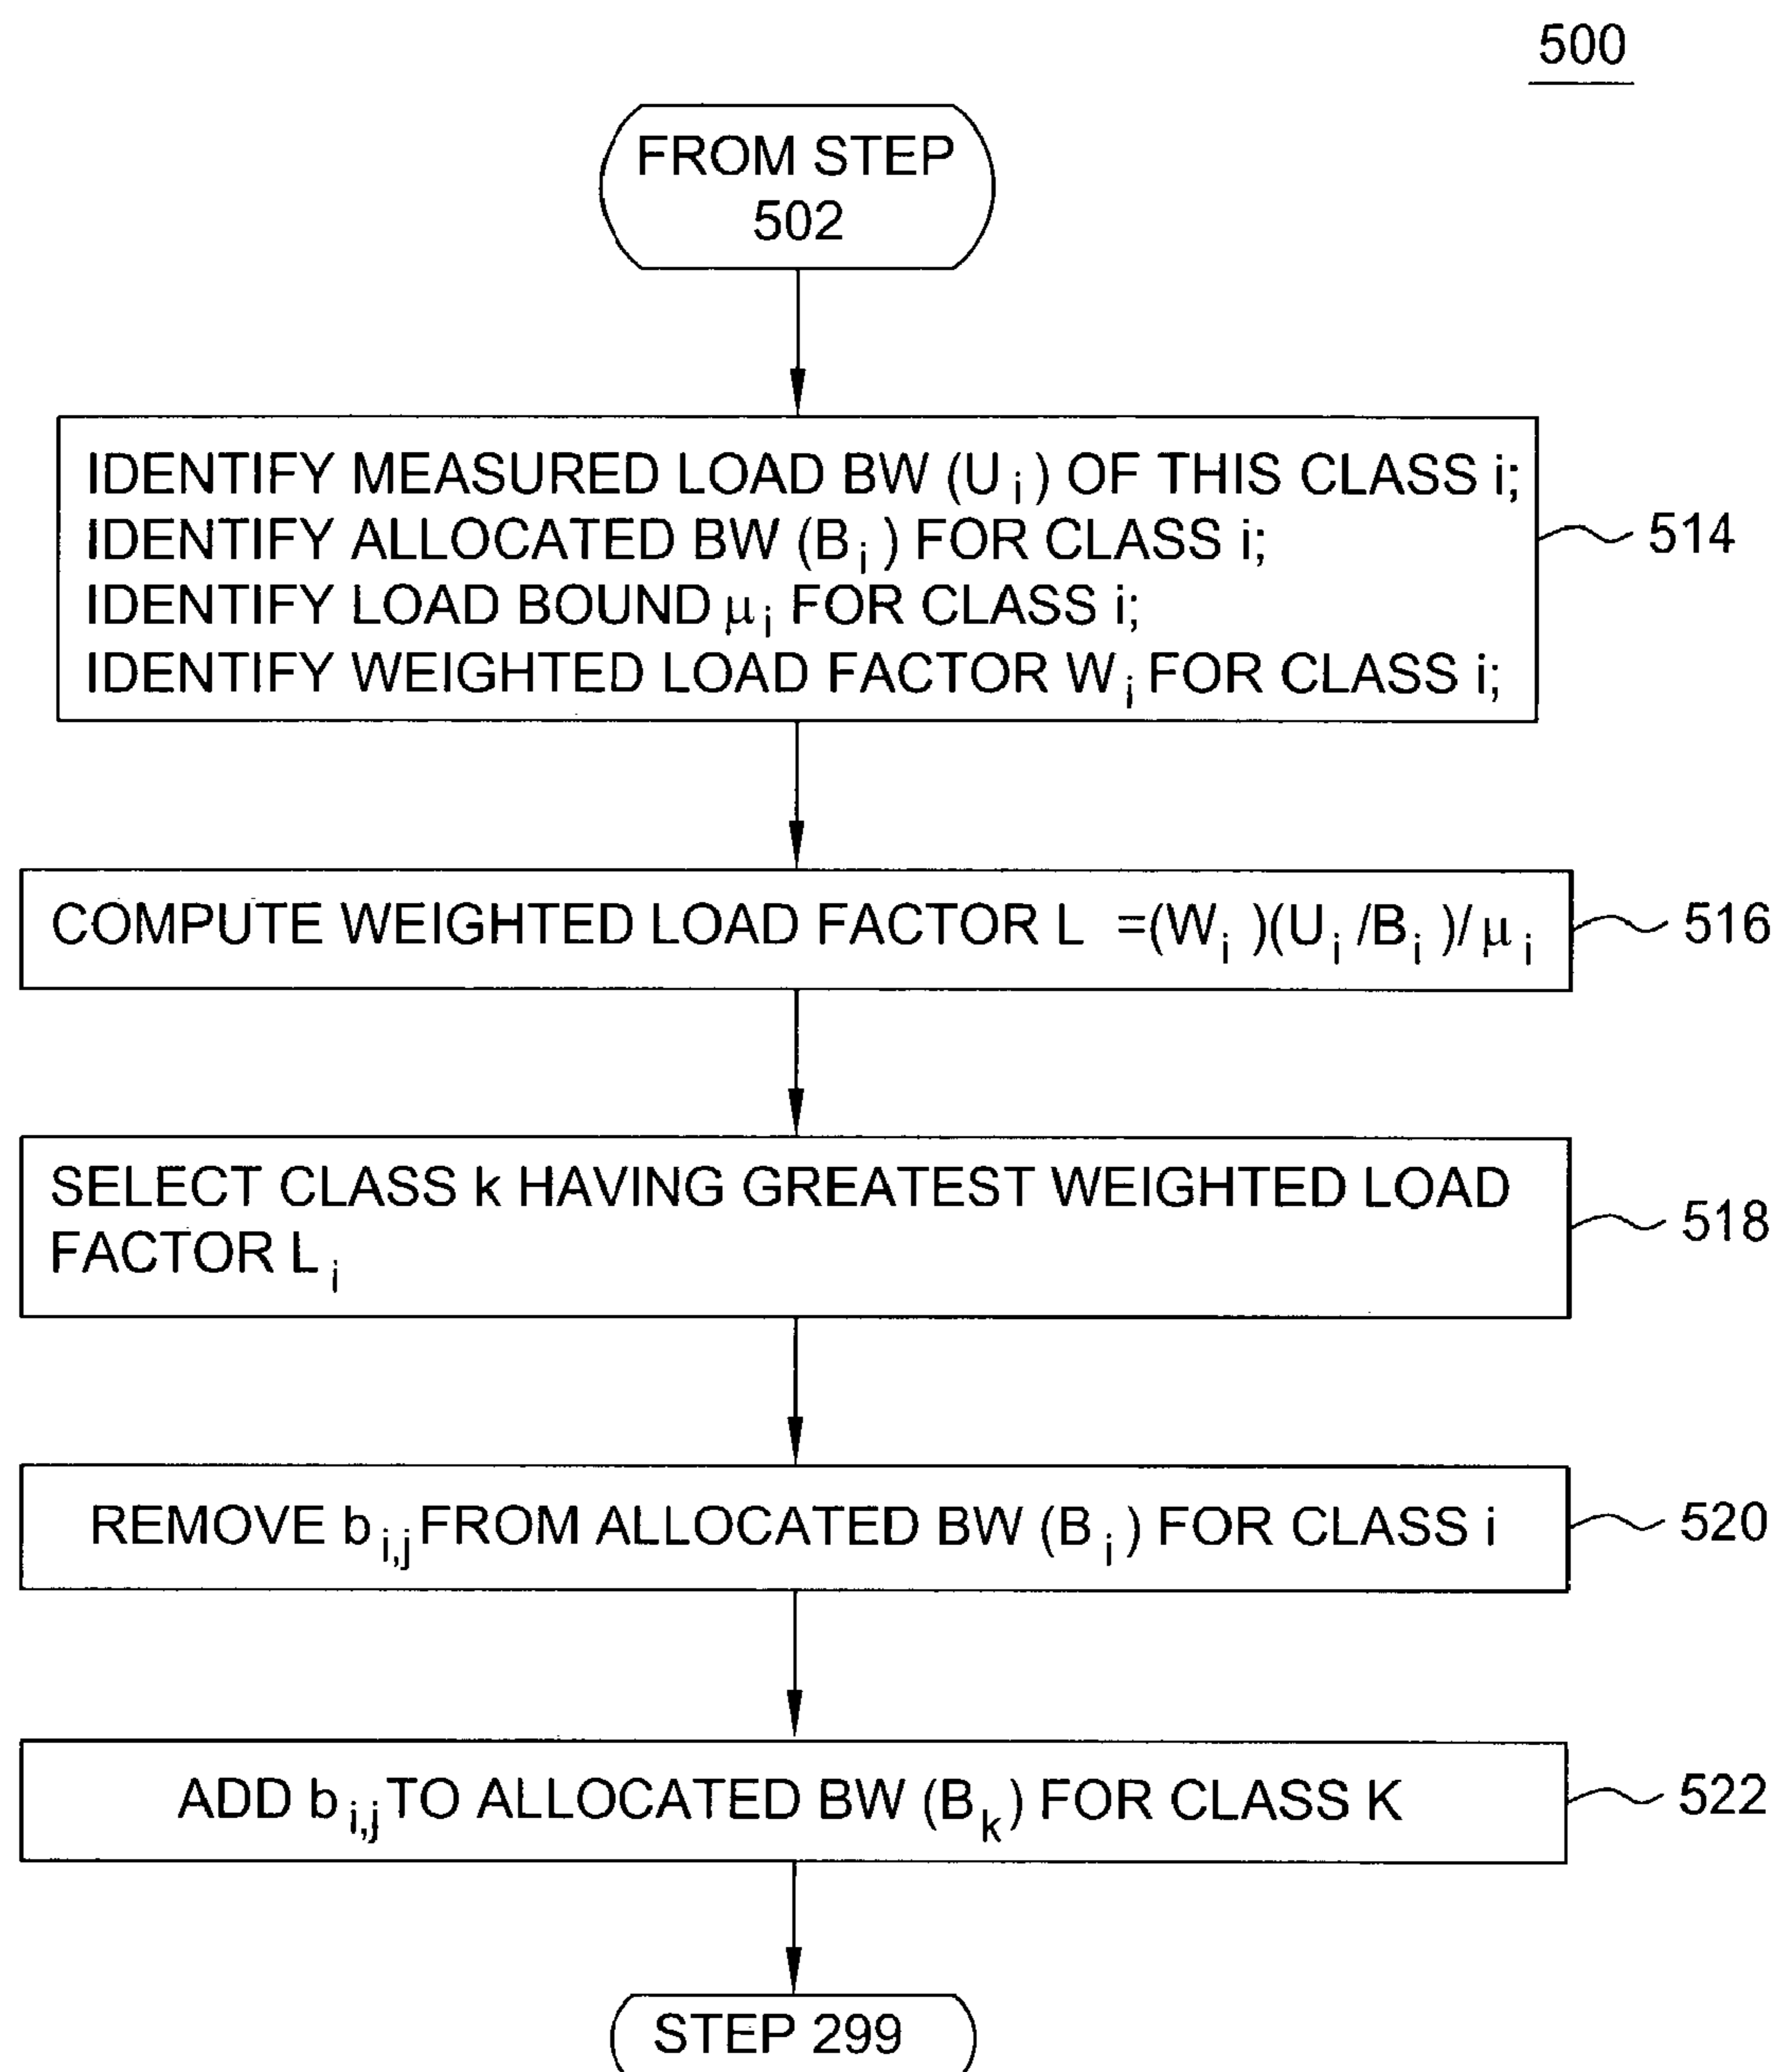 500
FROM STEP
502
IDENTIFY MEASURED LOAD BW (U i ) OF THIS CLASS i;
IDENTIFY ALLOCATED BW (B i ) FOR CLASS i;
IDENTIFY LOAD BOUND μ i FOR CLASS i;
IDENTIFY WEIGHTED LOAD FACTOR W i FOR CLASS i;
514
COMPUTE WEIGHTED LOAD FACTOR L =(W i )(U i /B i )/ μ i
516
SELECT CLASS k HAVING GREATEST WEIGHTED LOAD
FACTOR L i
518
REMOVE b i,j FROM ALLOCATED BW (B i ) FOR CLASS i
520
ADD b i,j TO ALLOCATED BW (B k ) FOR CLASS K
522
STEP 299